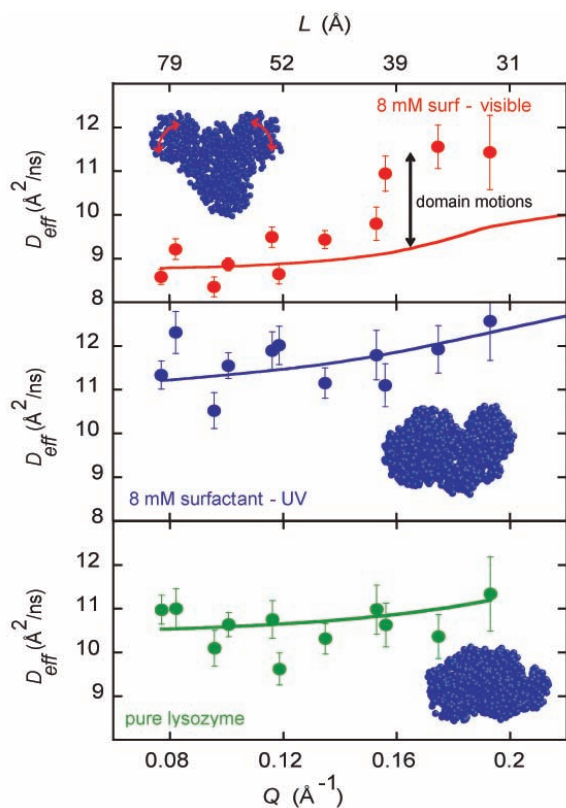 L (Å)
79 52 39 31
8 mM surf - visible
12
11
10
9
8
D_eff (Å²/ns)
domain motions
12
11
10
9
8
D_eff (Å²/ns)
8 mM surfactant - UV
12
11
10
9
D_eff (Å²/ns)
pure lysozyme
0.08 0.12 0.16 0.2
Q (Å⁻¹)